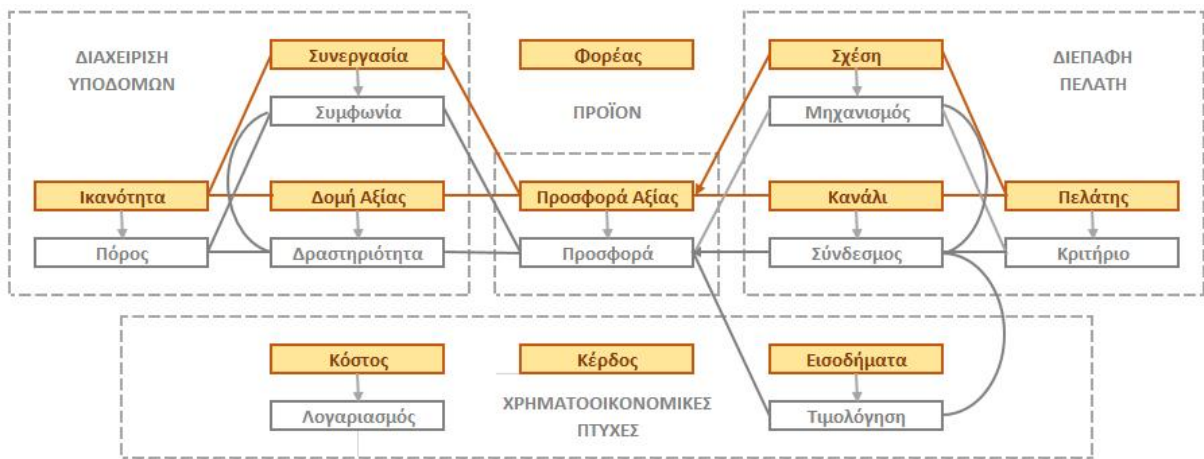 ΔΙΑΧΕΙΡΙΣΗ
ΥΠΟΔΟΜΩΝ
Συνεργασία
Συμφωνία
Ικανότητα
Δομή Αξίας
Πόρος
Δραστηριότητα
Φορέας
ΠΡΟΪΟΝ
Προσφορά Αξίας
Προσφορά
Σχέση
ΔΙΕΠΑΦΗ
ΠΕΛΑΤΗ
Μηχανισμός
Κανάλι
Πελάτης
Σύνδεσμος
Κριτήριο
Κόστος
Κέρδος
Εισοδήματα
Λογαριασμός
ΧΡΗΜΑΤΟΟΙΚΟΝΟΜΙΚΕΣ
ΠΤΥΧΕΣ
Τιμολόγηση